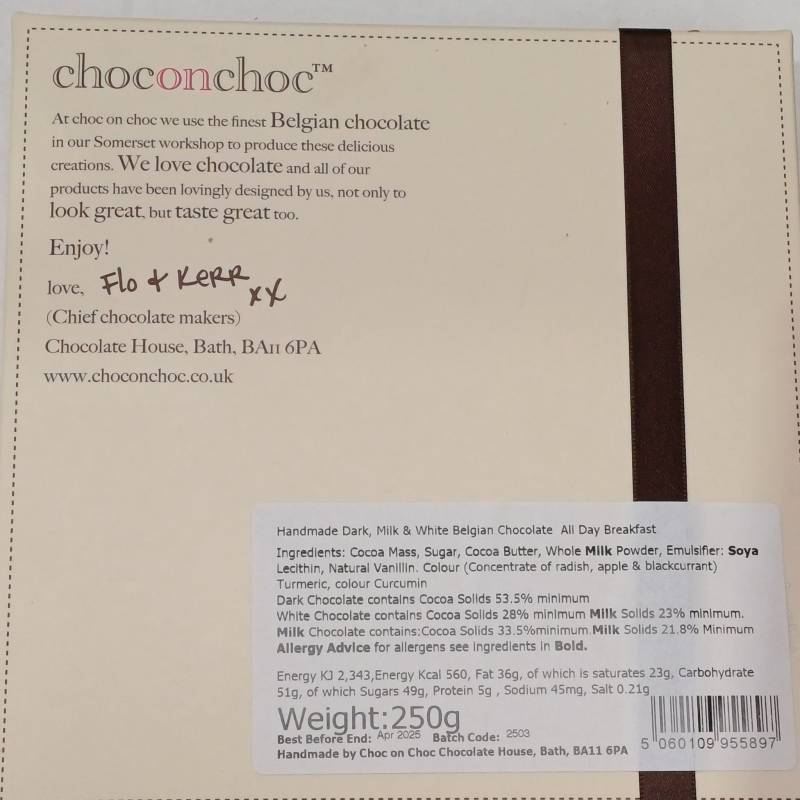 choconchoc™
At choc on choc we use the finest Belgian chocolate
in our Somerset workshop to produce these delicious
creations. We love chocolate and all of our
products have been lovingly designed by us, not only to
look great, but taste great too.
Enjoy!
love, Flo & Kerr xx
(Chief chocolate makers)
Chocolate House, Bath, BA11 6PA
www.choconchoc.co.uk
Handmade Dark, Milk & White Belgian Chocolate All Day Breakfast
Ingredients: Cocoa Mass, Sugar, Cocoa Butter, Whole Milk Powder, Emulsifier: Soya
Lecithin, Natural Vanillin. Colour (Concentrate of radish, apple & blackcurrant)
Turmeric, colour Curcumin
Dark Chocolate contains Cocoa Solids 53.5% minimum
White Chocolate contains Cocoa Solids 28% minimum Milk Solids 23% minimum.
Milk Chocolate contains:Cocoa Solids 33.5%minimum.Milk Solids 21.8% Minimum
Allergy Advice for allergens see ingredients in Bold.
Energy KJ 2,343,Energy Kcal 560, Fat 36g, of which is saturates 23g, Carbohydrate
51g, of which Sugars 49g, Protein 5g , Sodium 45mg, Salt 0.21g
Weight:250g
Best Before End: Apr 2025 Batch Code: 2503
Handmade by Choc on Choc Chocolate House, Bath, BA11 6PA
5 060109 955897